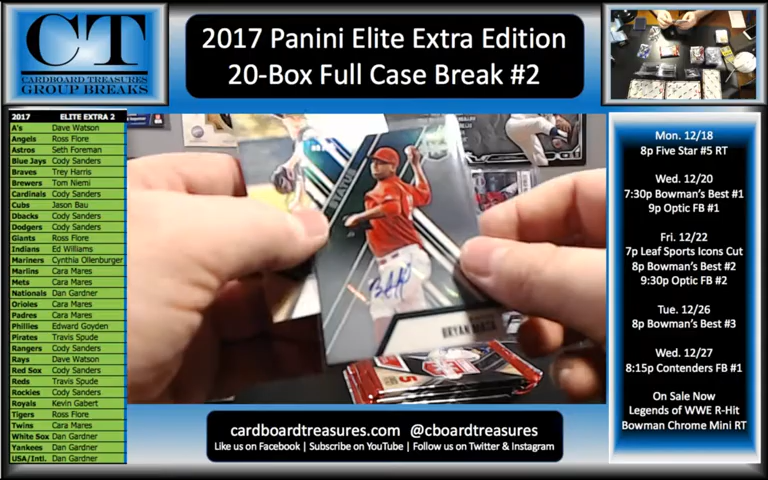 CT
CARDBOARD TREASURES
GROUP BREAKS
2017 Panini Elite Extra Edition
20-Box Full Case Break #2
2017 ELITE EXTRA 2
A's Dave Watson
Angels Ross Flore
Astros Seth Foreman
Blue Jays Cody Sanders
Braves Trey Harris
Brewers Tom Niemi
Cardinals Cody Sanders
Cubs Jason Bau
Dbacks Cody Sanders
Dodgers Cody Sanders
Giants Ross Flore
Indians Ed Williams
Mariners Cynthia Ollenburger
Marlins Cara Mares
Mets Cara Mares
Nationals Dan Gardner
Orioles Cara Mares
Padres Cara Mares
Phillies Edward Goyden
Pirates Travis Spude
Rangers Cody Sanders
Rays Dave Watson
Red Sox Cody Sanders
Reds Travis Spude
Rockies Cody Sanders
Royals Kevin Gabert
Tigers Ross Flore
Twins Cara Mares
White Sox Dan Gardner
Yankees Dan Gardner
USA/Intl. Dan Gardner
STATUS
BRYAN MATA
Mon. 12/18
8p Five Star #5 RT
Wed. 12/20
7:30p Bowman's Best #1
9p Optic FB #1
Fri. 12/22
7p Leaf Sports Icons Cut
8p Bowman's Best #2
9:30p Optic FB #2
Tue. 12/26
8p Bowman's Best #3
Wed. 12/27
8:15p Contenders FB #1
On Sale Now
Legends of WWE R-Hit
Bowman Chrome Mini RT
cardboardtreasures.com @cboardtreasures
Like us on Facebook | Subscribe on YouTube | Follow us on Twitter & Instagram